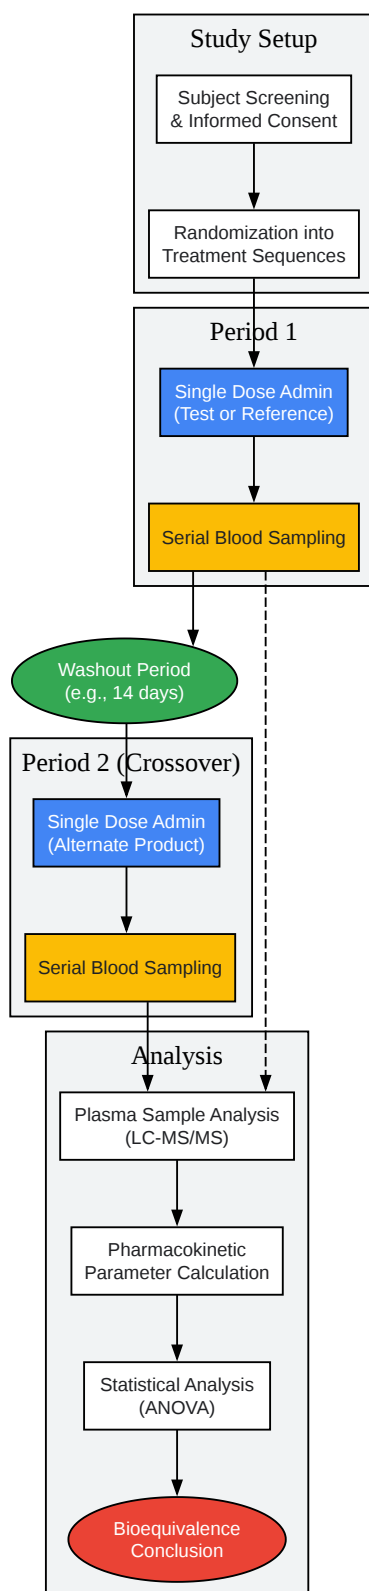 Study Setup
Subject Screening
& Informed Consent
Randomization into
Treatment Sequences
Period 1
Single Dose Admin
(Test or Reference)
Serial Blood Sampling
Washout Period
(e.g., 14 days)
Period 2 (Crossover)
Single Dose Admin
(Alternate Product)
Serial Blood Sampling
Analysis
Plasma Sample Analysis
(LC-MS/MS)
Pharmacokinetic
Parameter Calculation
Statistical Analysis
(ANOVA)
Bioequivalence
Conclusion